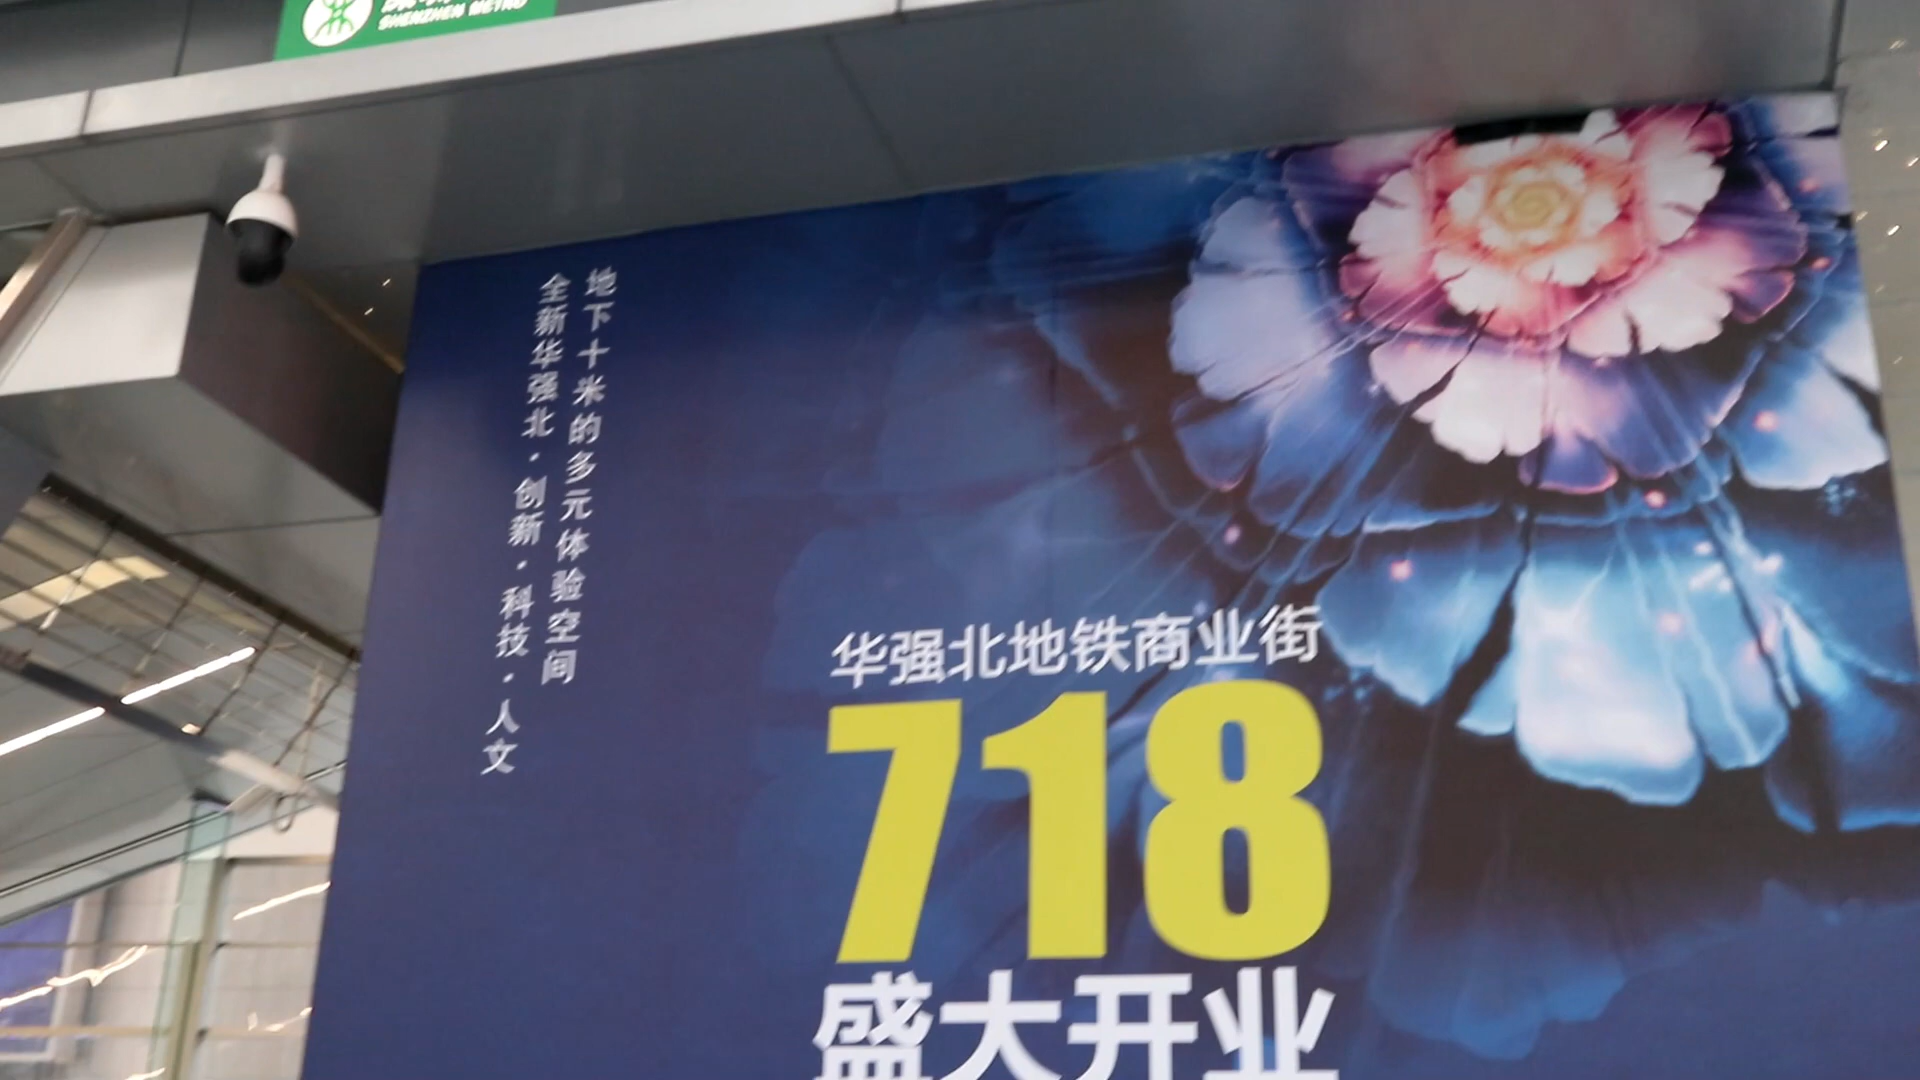 SHENZHEN METRO
地下十米的多元体验空间
全新华强北·创新·科技·人文
华强北地铁商业街
718
盛大开业